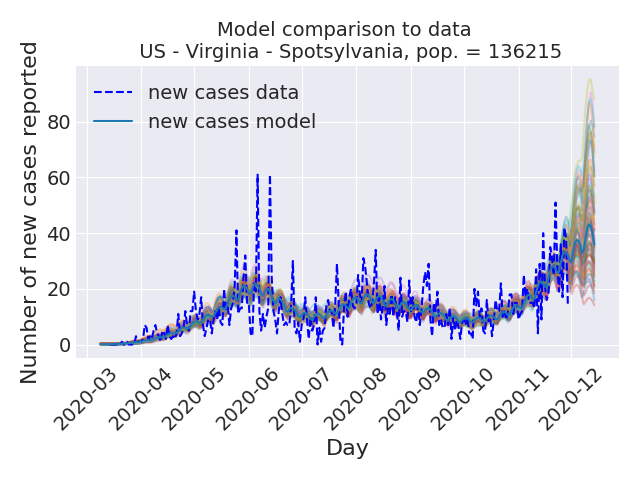 Model comparison to data
US - Virginia - Spotsylvania, pop. = 136215
new cases data
new cases model
Number of new cases reported
80
60
40
20
0
2020-03
2020-04
2020-05
2020-06
2020-07
2020-08
2020-09
2020-10
2020-11
2020-12
Day